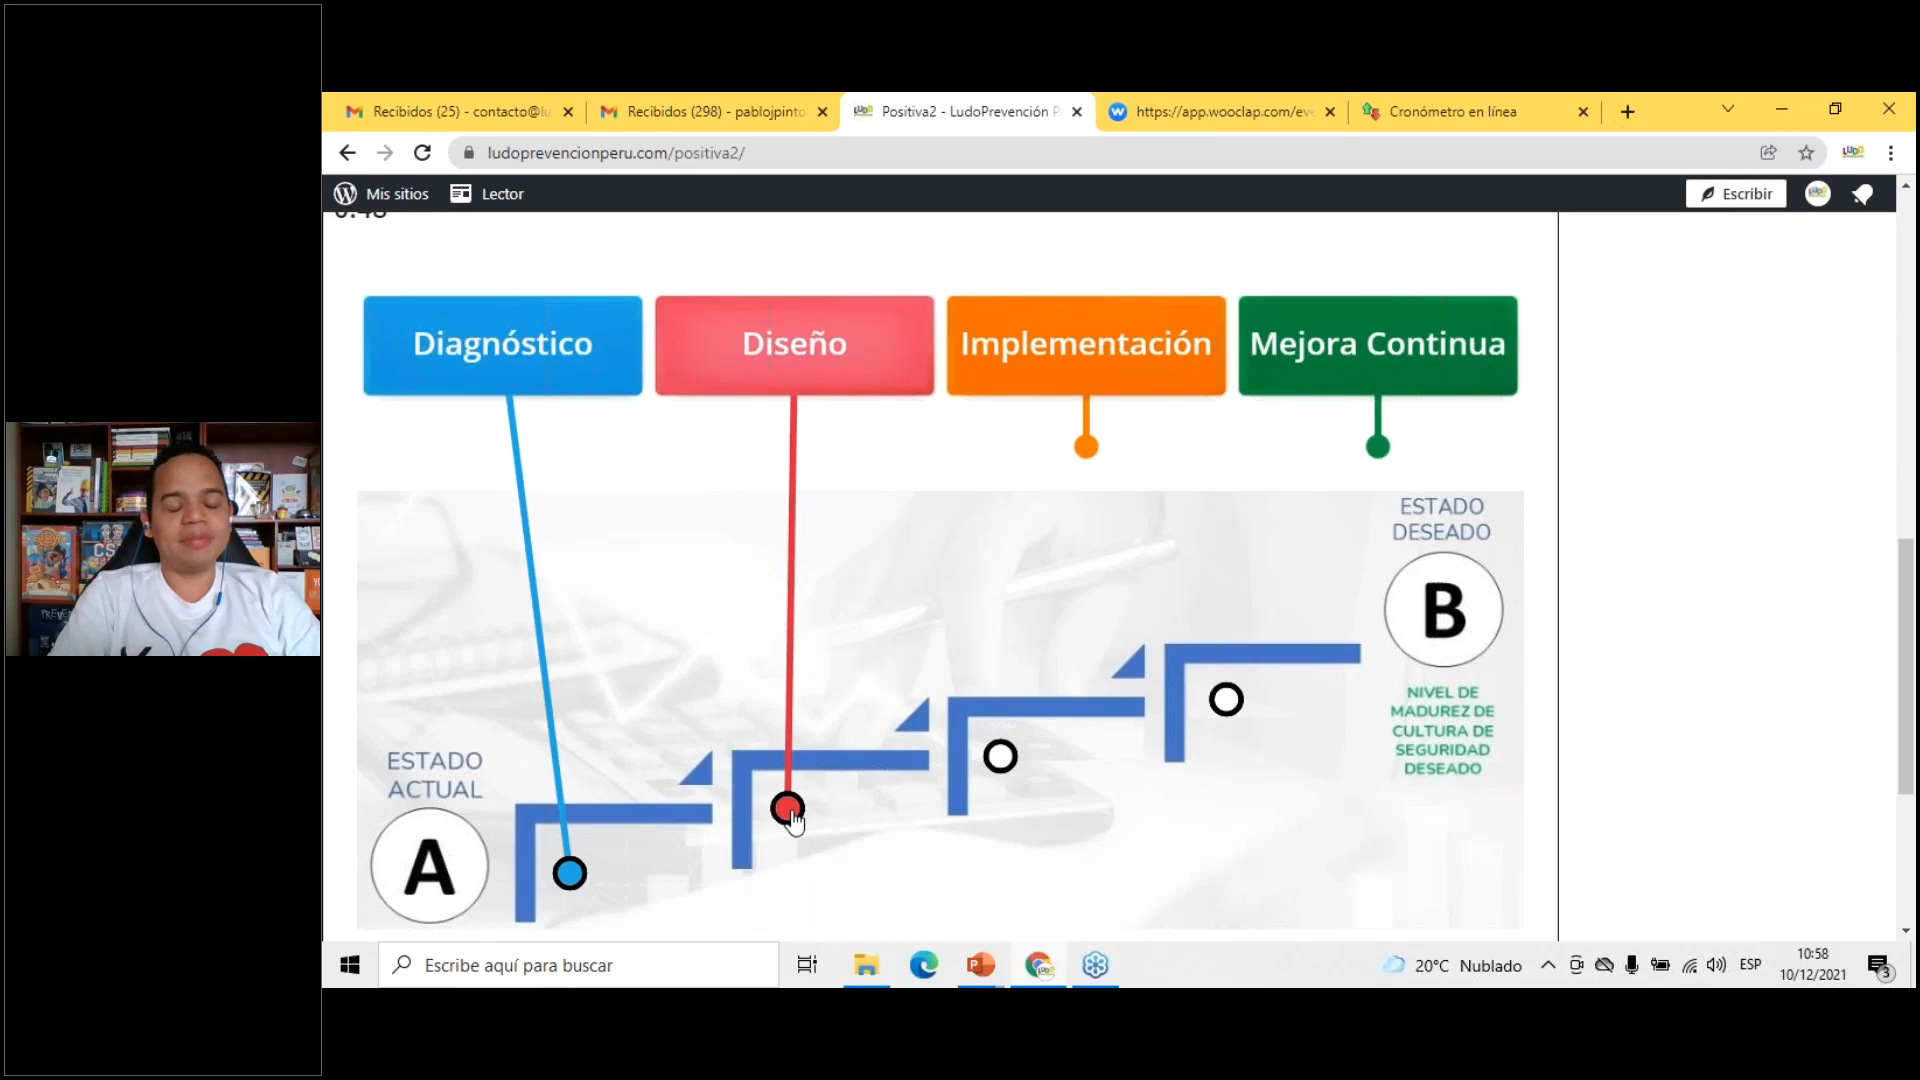 Recibidos (25) - contacto@lu
Recibidos (298) - pablojpinto
Positiva2 - LudoPrevención P
https://app.wooclap.com/eve
Cronómetro en línea
ludoprevencionperu.com/positiva2/
Mis sitios
Lector
Escribir
Diagnóstico
Diseño
Implementación
Mejora Continua
ESTADO
DESEADO
B
NIVEL DE
MADUREZ DE
CULTURA DE
SEGURIDAD
DESEADO
ESTADO
ACTUAL
A
Escribe aquí para buscar
20°C Nublado
ESP
10:58
10/12/2021
3